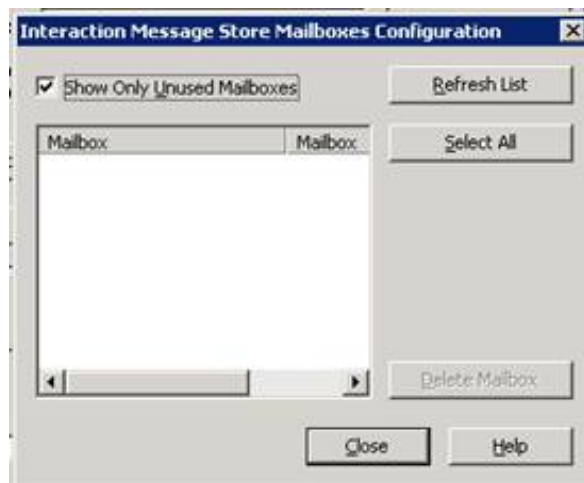 Interaction Message Store Mailboxes Configuration
Show Only Unused Mailboxes
Refresh List
Mailbox Mailbox
Select All
Delete Mailbox
Close Help